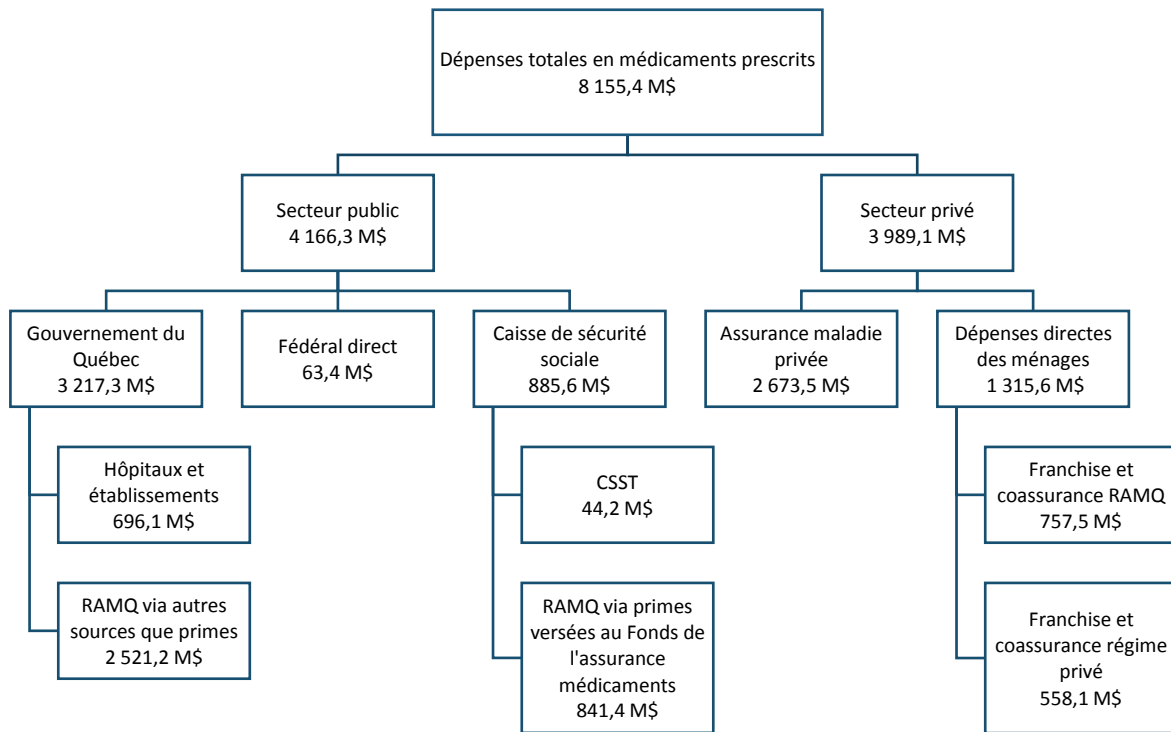 Dépenses totales en médicaments prescrits
8 155,4 M$
Secteur public
4 166,3 M$
Secteur privé
3 989,1 M$
Gouvernement du
Québec
3 217,3 M$
Fédéral direct
63,4 M$
Caisse de sécurité
sociale
885,6 M$
Assurance maladie
privée
2 673,5 M$
Dépenses directes
des ménages
1 315,6 M$
Hôpitaux et
établissements
696,1 M$
CSST
44,2 M$
Franchise et
coassurance RAMQ
757,5 M$
RAMQ via autres
sources que primes
2 521,2 M$
RAMQ via primes
versées au Fonds de
l'assurance
médicaments
841,4 M$
Franchise et
coassurance régime
privé
558,1 M$